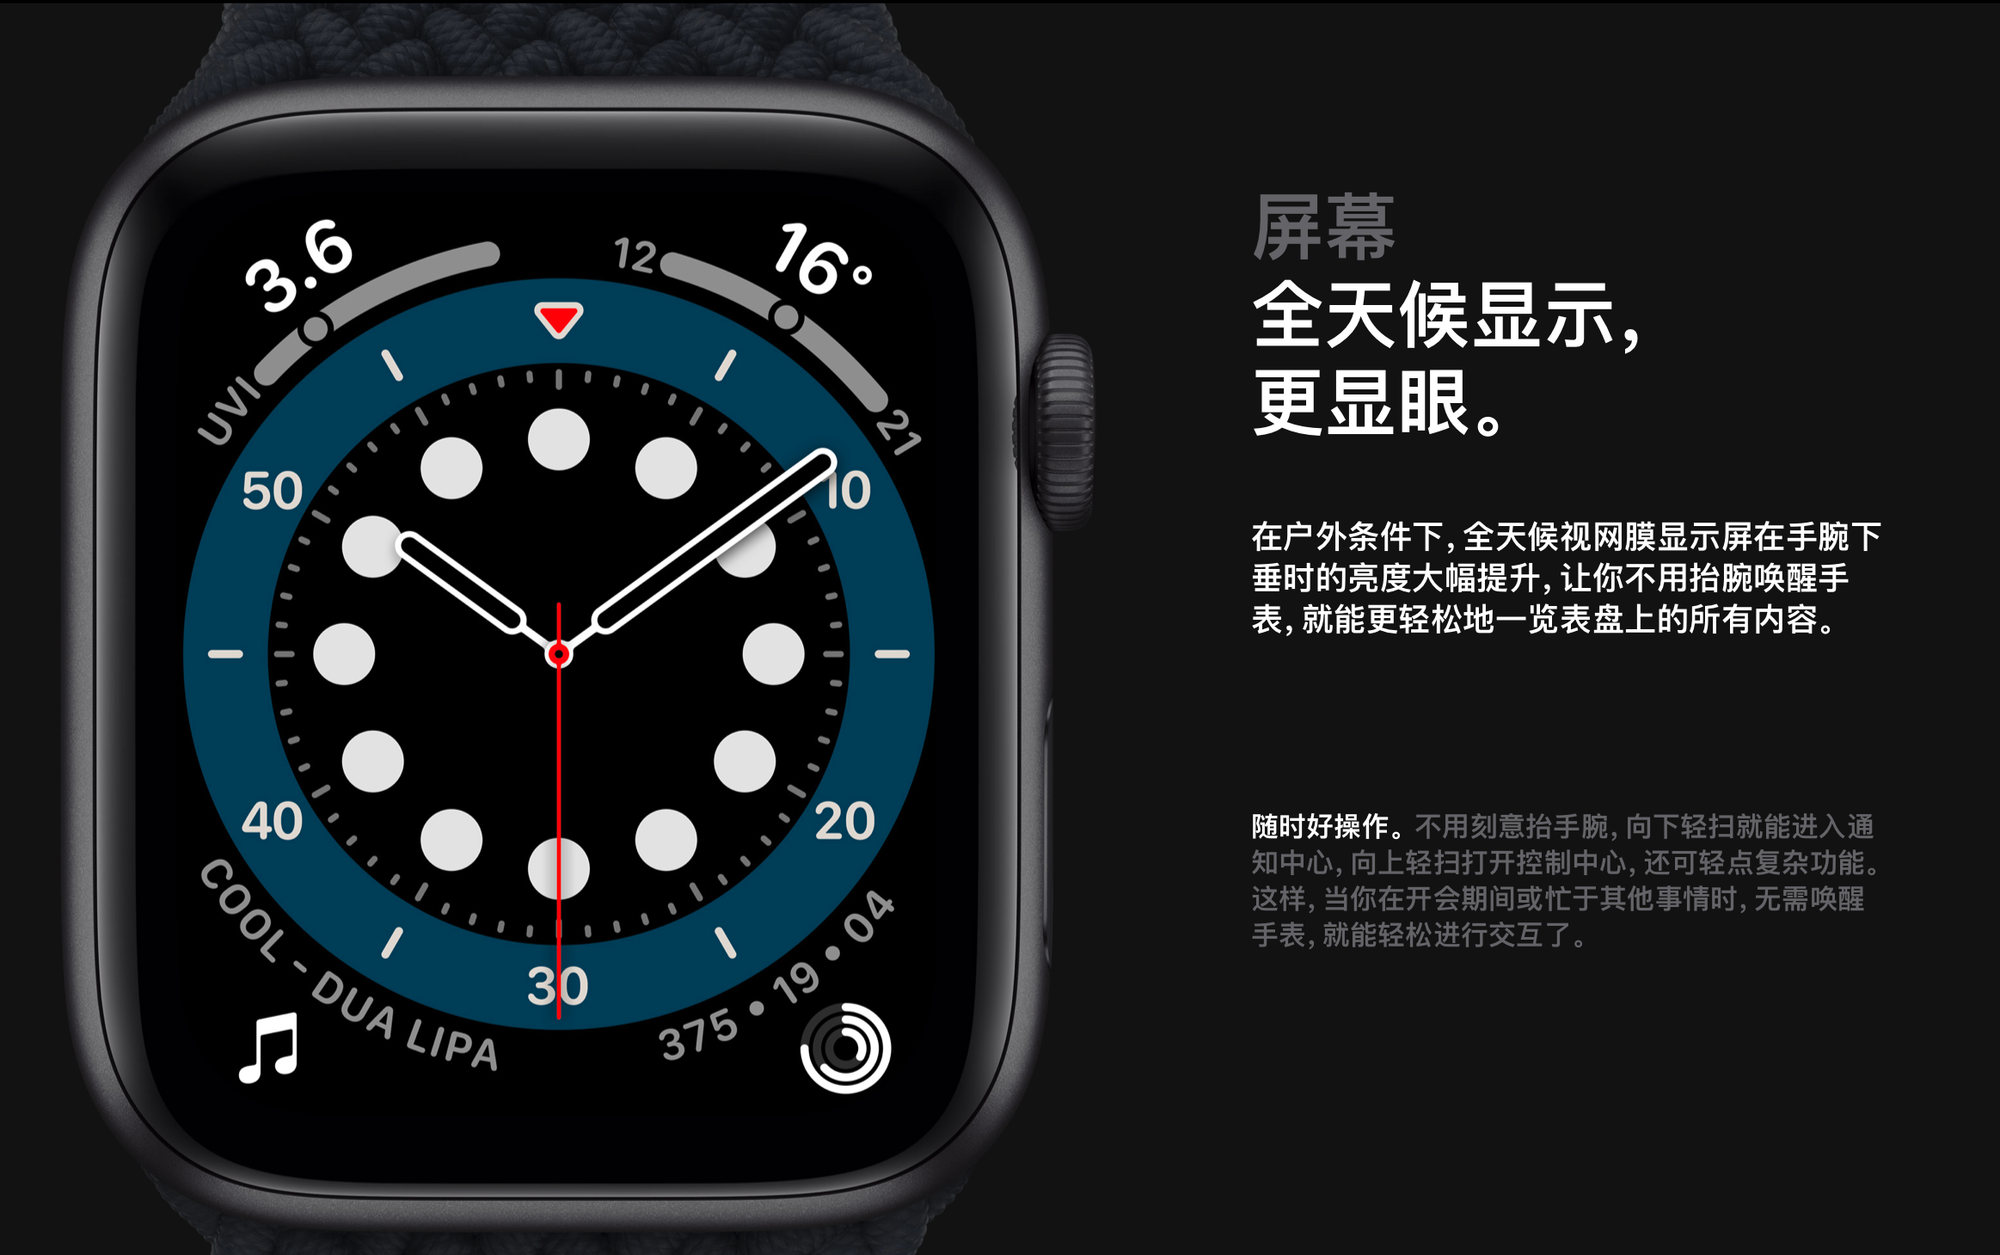 3.6
12
16°
UVI
21
50
10
40
20
30
COOL – DUA LIPA
375 • 19 • 04
屏幕
全天候显示，
更显眼。
在户外条件下，全天候视网膜显示屏在手腕下
垂时的亮度大幅提升，让你不用抬腕唤醒手
表，就能更轻松地一览表盘上的所有内容。
随时好操作。不用刻意抬手腕，向下轻扫就能进入通
知中心，向上轻扫打开控制中心，还可轻点复杂功能。
这样，当你在开会期间或忙于其他事情时，无需唤醒
手表，就能轻松进行交互了。